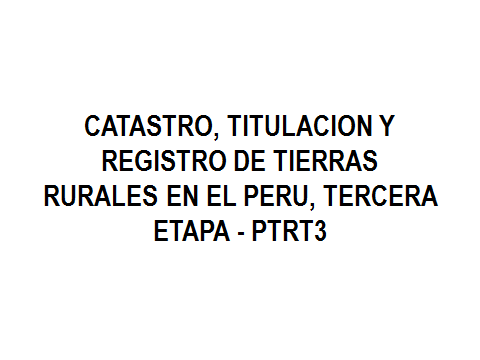 CATASTRO, TITULACION Y
REGISTRO DE TIERRAS
RURALES EN EL PERU, TERCERA
ETAPA - PTRT3